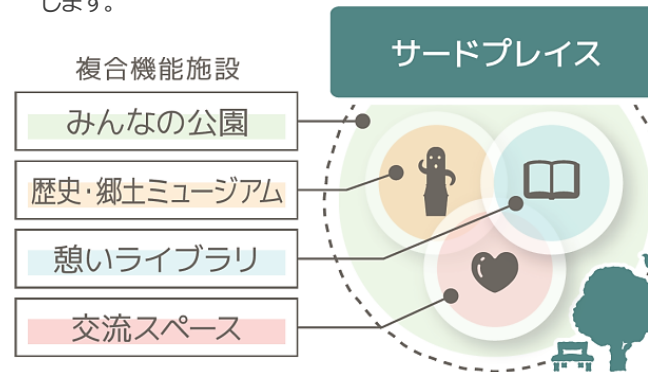 します。
サードプレイス
複合機能施設
みんなの公園
歴史・郷土ミュージアム
憩いライブラリ
交流スペース